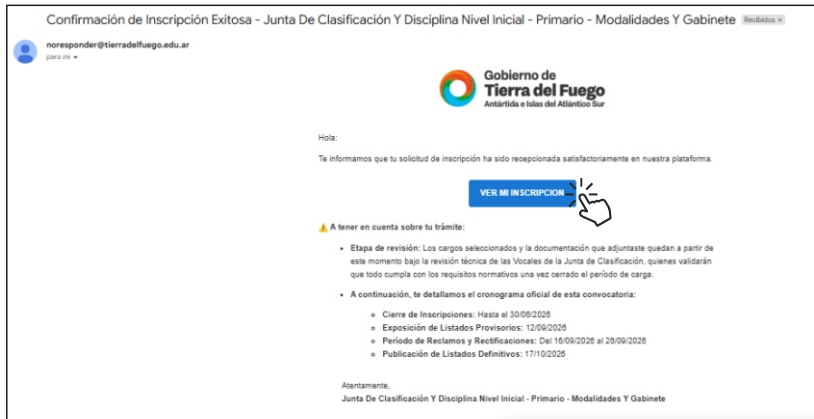 Confirmación de Inscripción Exitosa - Junta De Clasificación Y Disciplina Nivel Inicial - Primario - Modalidades Y Gabinete Recibidos ×
noresponder@tierradelfuego.edu.ar
para mí
Gobierno de
Tierra del Fuego
Antártida e Islas del Atlántico Sur
Hola:
Te informamos que tu solicitud de inscripción ha sido recepcionada satisfactoriamente en nuestra plataforma.
VER MI INSCRIPCION
⚠ A tener en cuenta sobre tu trámite:
• Etapa de revisión: Los cargos seleccionados y la documentación que adjuntaste quedan a partir de
este momento bajo la revisión técnica de las Vocales de la Junta de Clasificación, quienes validarán
que todo cumpla con los requisitos normativos una vez cerrado el período de carga.
• A continuación, te detallamos el cronograma oficial de esta convocatoria:
Cierre de Inscripciones: Hasta el 30/06/2026
Exposición de Listados Provisorios: 12/09/2026
Periodo de Reclamos y Rectificaciones: Del 16/09/2026 al 26/09/2026
Publicación de Listados Definitivos: 17/10/2026
Atentamente,
Junta De Clasificación Y Disciplina Nivel Inicial - Primario - Modalidades Y Gabinete